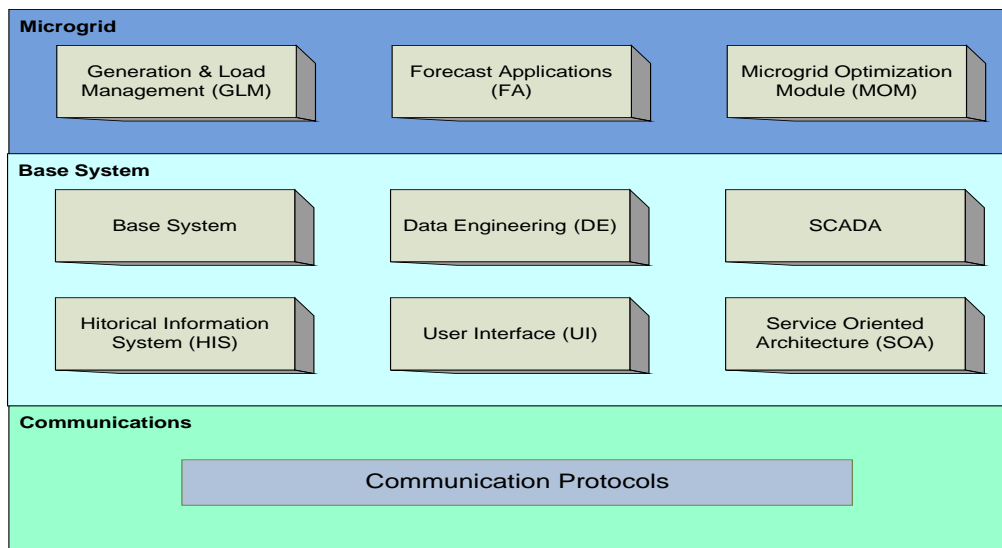 Microgrid
Generation & Load
Management (GLM)
Forecast Applications
(FA)
Microgrid Optimization
Module (MOM)
Base System
Base System
Data Engineering (DE)
SCADA
Hitorical Information
System (HIS)
User Interface (UI)
Service Oriented
Architecture (SOA)
Communications
Communication Protocols